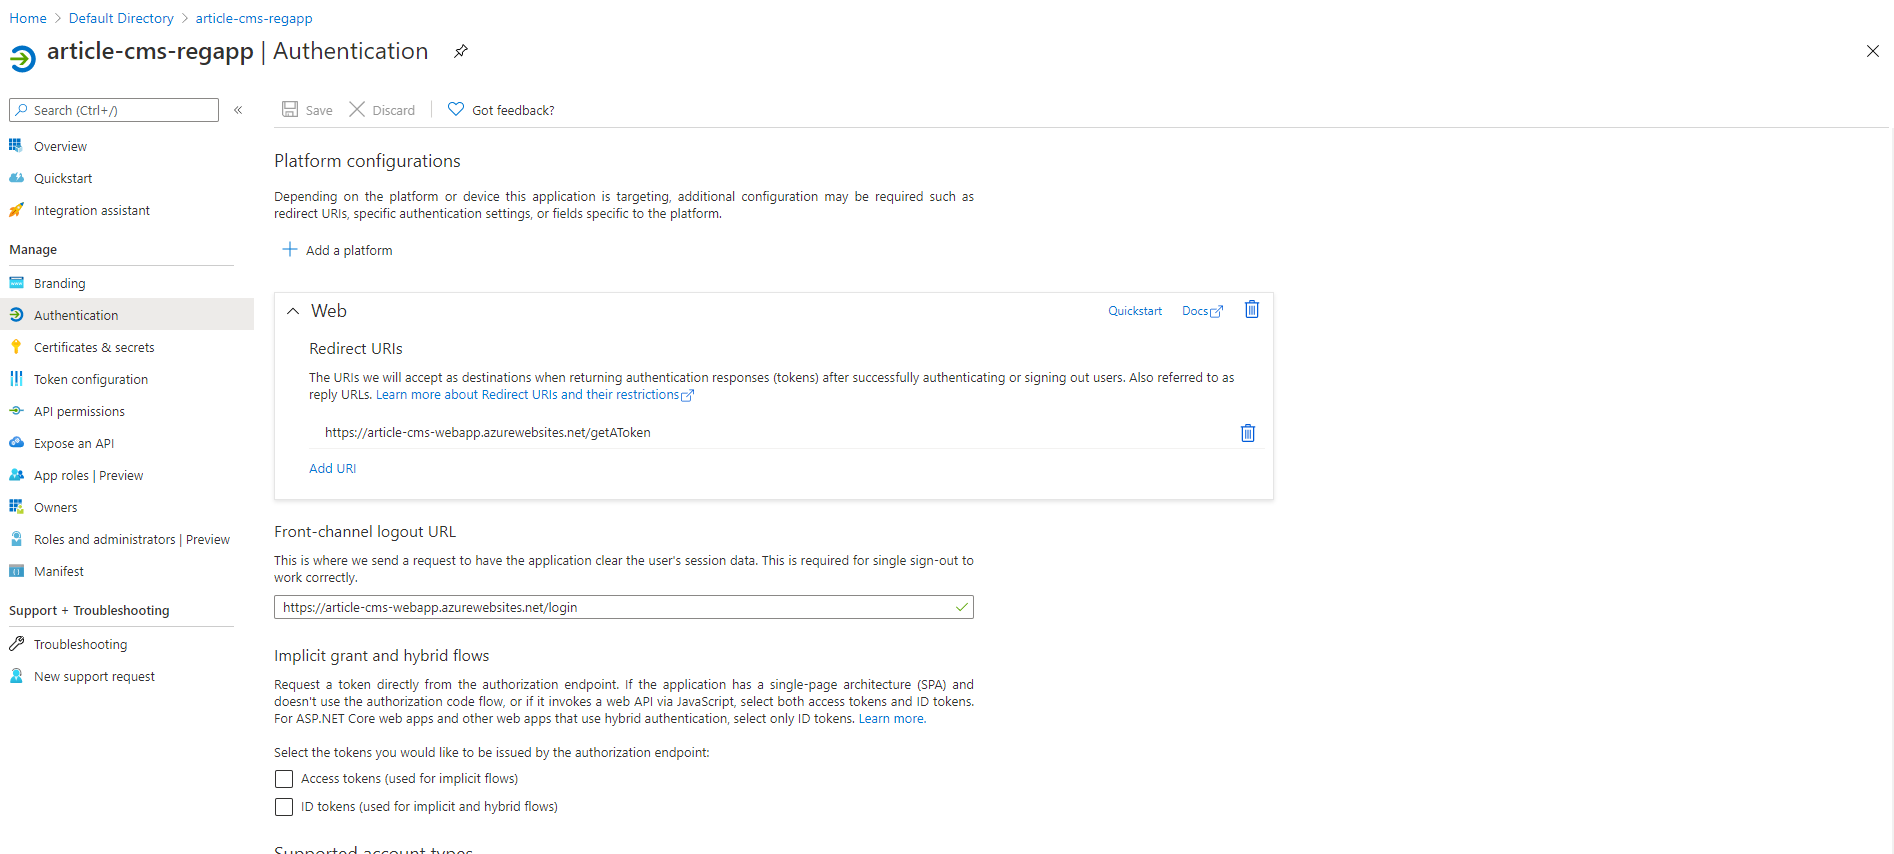 Home > Default Directory > article-cms-regapp
article-cms-regapp | Authentication
Search (Ctrl+/)
«
Save
Discard
Got feedback?
Overview
Quickstart
Integration assistant
Manage
Branding
Authentication
Certificates & secrets
Token configuration
API permissions
Expose an API
App roles | Preview
Owners
Roles and administrators | Preview
Manifest
Support + Troubleshooting
Troubleshooting
New support request
Platform configurations
Depending on the platform or device this application is targeting, additional configuration may be required such as
redirect URIs, specific authentication settings, or fields specific to the platform.
Add a platform
Web
Quickstart
Docs
Redirect URIs
The URIs we will accept as destinations when returning authentication responses (tokens) after successfully authenticating or signing out users. Also referred to as
reply URLs. Learn more about Redirect URIs and their restrictions
https://article-cms-webapp.azurewebsites.net/getAToken
Add URI
Front-channel logout URL
This is where we send a request to have the application clear the user's session data. This is required for single sign-out to
work correctly.
https://article-cms-webapp.azurewebsites.net/login
Implicit grant and hybrid flows
Request a token directly from the authorization endpoint. If the application has a single-page architecture (SPA) and
doesn't use the authorization code flow, or if it invokes a web API via JavaScript, select both access tokens and ID tokens.
For ASP.NET Core web apps and other web apps that use hybrid authentication, select only ID tokens. Learn more.
Select the tokens you would like to be issued by the authorization endpoint:
Access tokens (used for implicit flows)
ID tokens (used for implicit and hybrid flows)
Supported account types